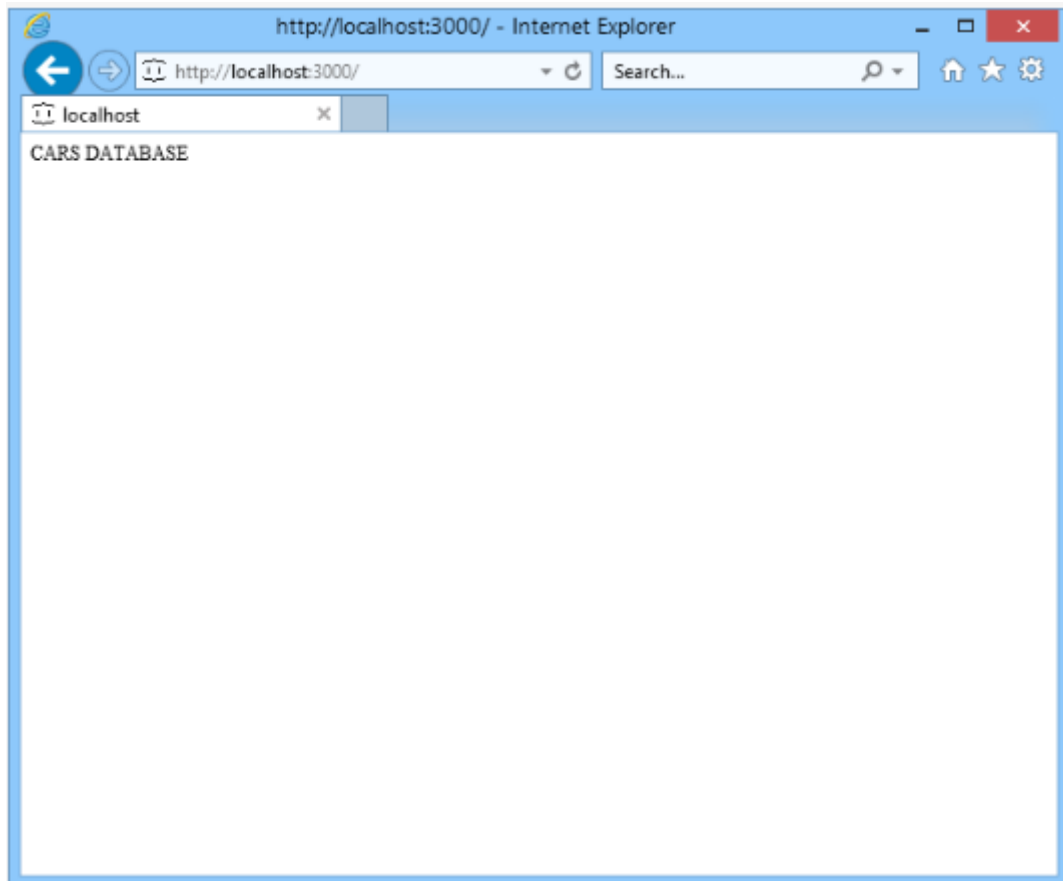 http://localhost:3000/ - Internet Explorer
http://localhost:3000/
Search...
localhost
CARS DATABASE